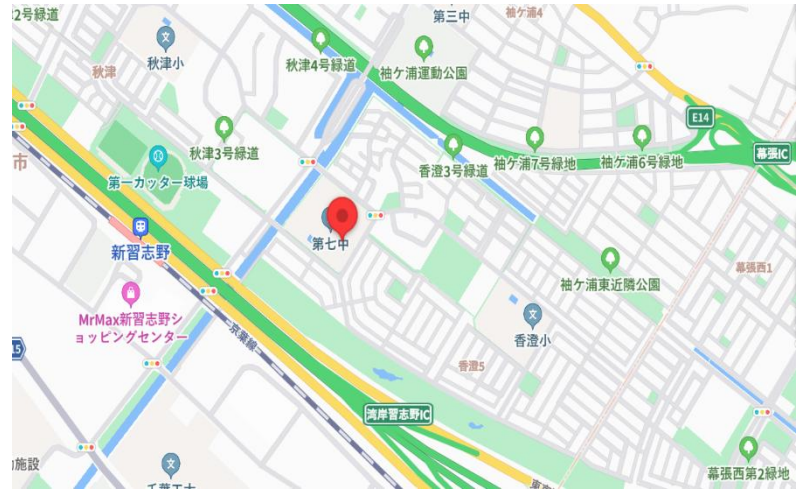 2号緑道
第三中
袖ケ浦4
秋津4号緑道
秋津
秋津小
袖ケ浦運動公園
E14
秋津3号緑道
香澄3号緑道
袖ケ浦7号緑地
袖ケ浦6号緑地
幕張IC
市
第一カッター球場
第七中
新習志野
袖ケ浦東近隣公園
幕張西1
MrMax新習志野シ
ョッピングセンター
京葉線
香澄小
15
香澄5
湾岸習志野IC
施設
千葉工大
幕張西第2緑地